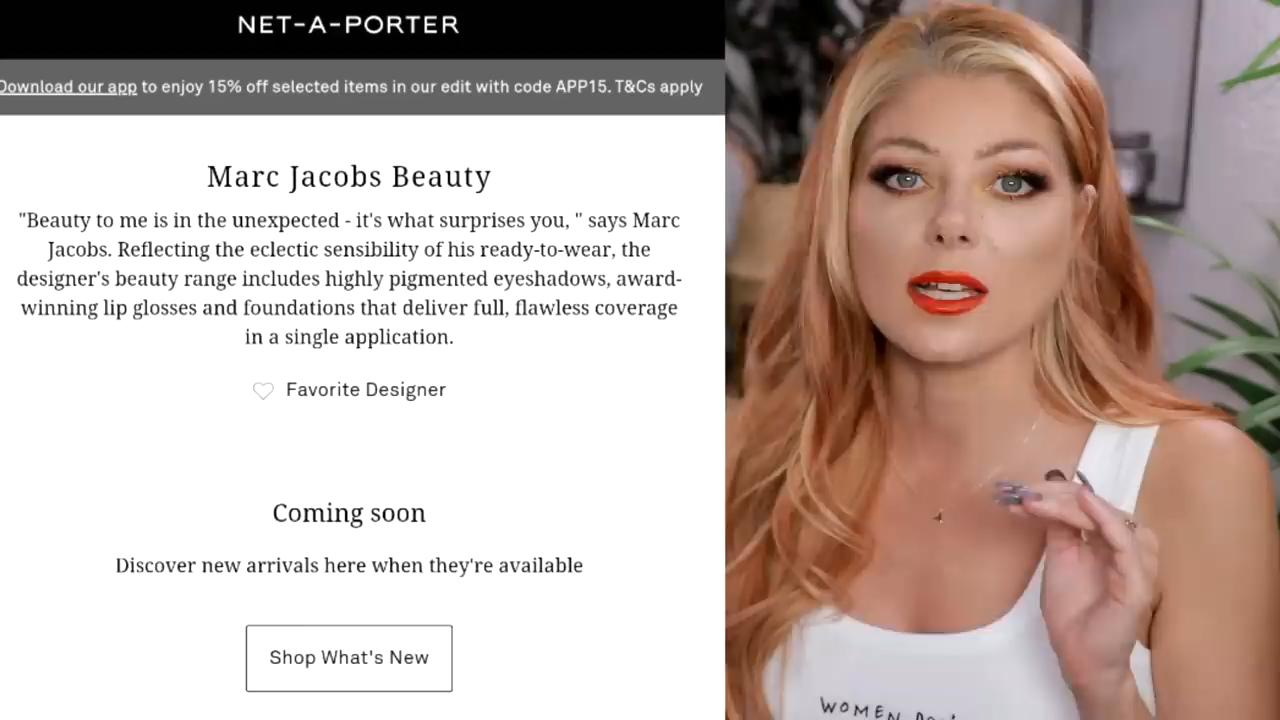 NET-A-PORTER
Download our app to enjoy 15% off selected items in our edit with code APP15. T&Cs apply
Marc Jacobs Beauty
"Beauty to me is in the unexpected - it's what surprises you, " says Marc
Jacobs. Reflecting the eclectic sensibility of his ready-to-wear, the
designer's beauty range includes highly pigmented eyeshadows, award-
winning lip glosses and foundations that deliver full, flawless coverage
in a single application.
Favorite Designer
Coming soon
Discover new arrivals here when they're available
Shop What's New
WOMEN